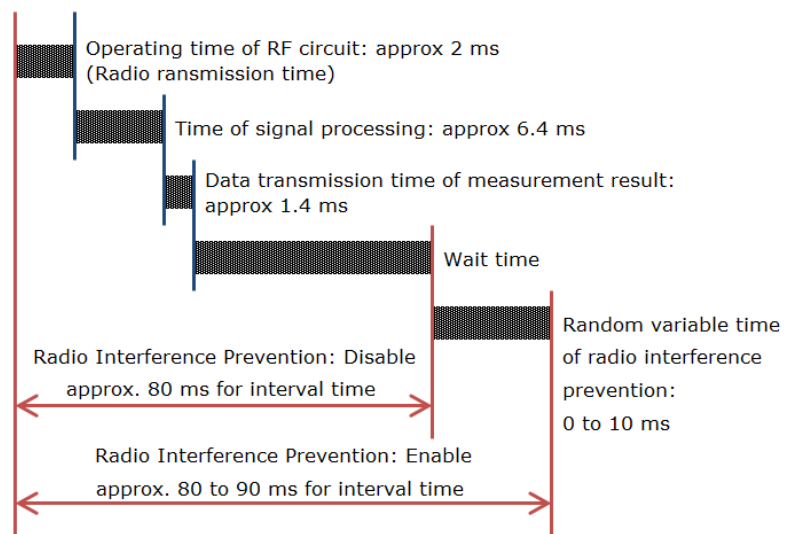 Operating time of RF circuit: approx 2 ms
(Radio ransmission time)
Time of signal processing: approx 6.4 ms
Data transmission time of measurement result:
approx 1.4 ms
Wait time
Random variable time
of radio interference
prevention:
0 to 10 ms
Radio Interference Prevention: Disable
approx. 80 ms for interval time
Radio Interference Prevention: Enable
approx. 80 to 90 ms for interval time